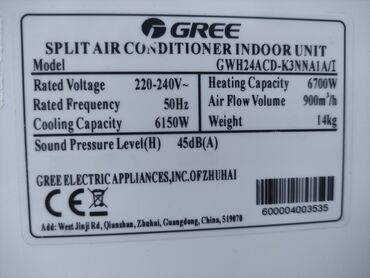 GREE
SPLIT AIR CONDITIONER INDOOR UNIT
Model GWH24ACD-K3NNA1A/I
Rated Voltage 220-240V~ Heating Capacity 6700W
Rated Frequency 50Hz Air Flow Volume 900m³/h
Cooling Capacity 6150W Weight 14kg
Sound Pressure Level(H) 45dB(A)
GREE ELECTRIC APPLIANCES,INC.OF ZHUHAI
CE
Add: West Jinji Rd, Qianshan, Zhuhai, Guangdong, China, 519070
600004003535